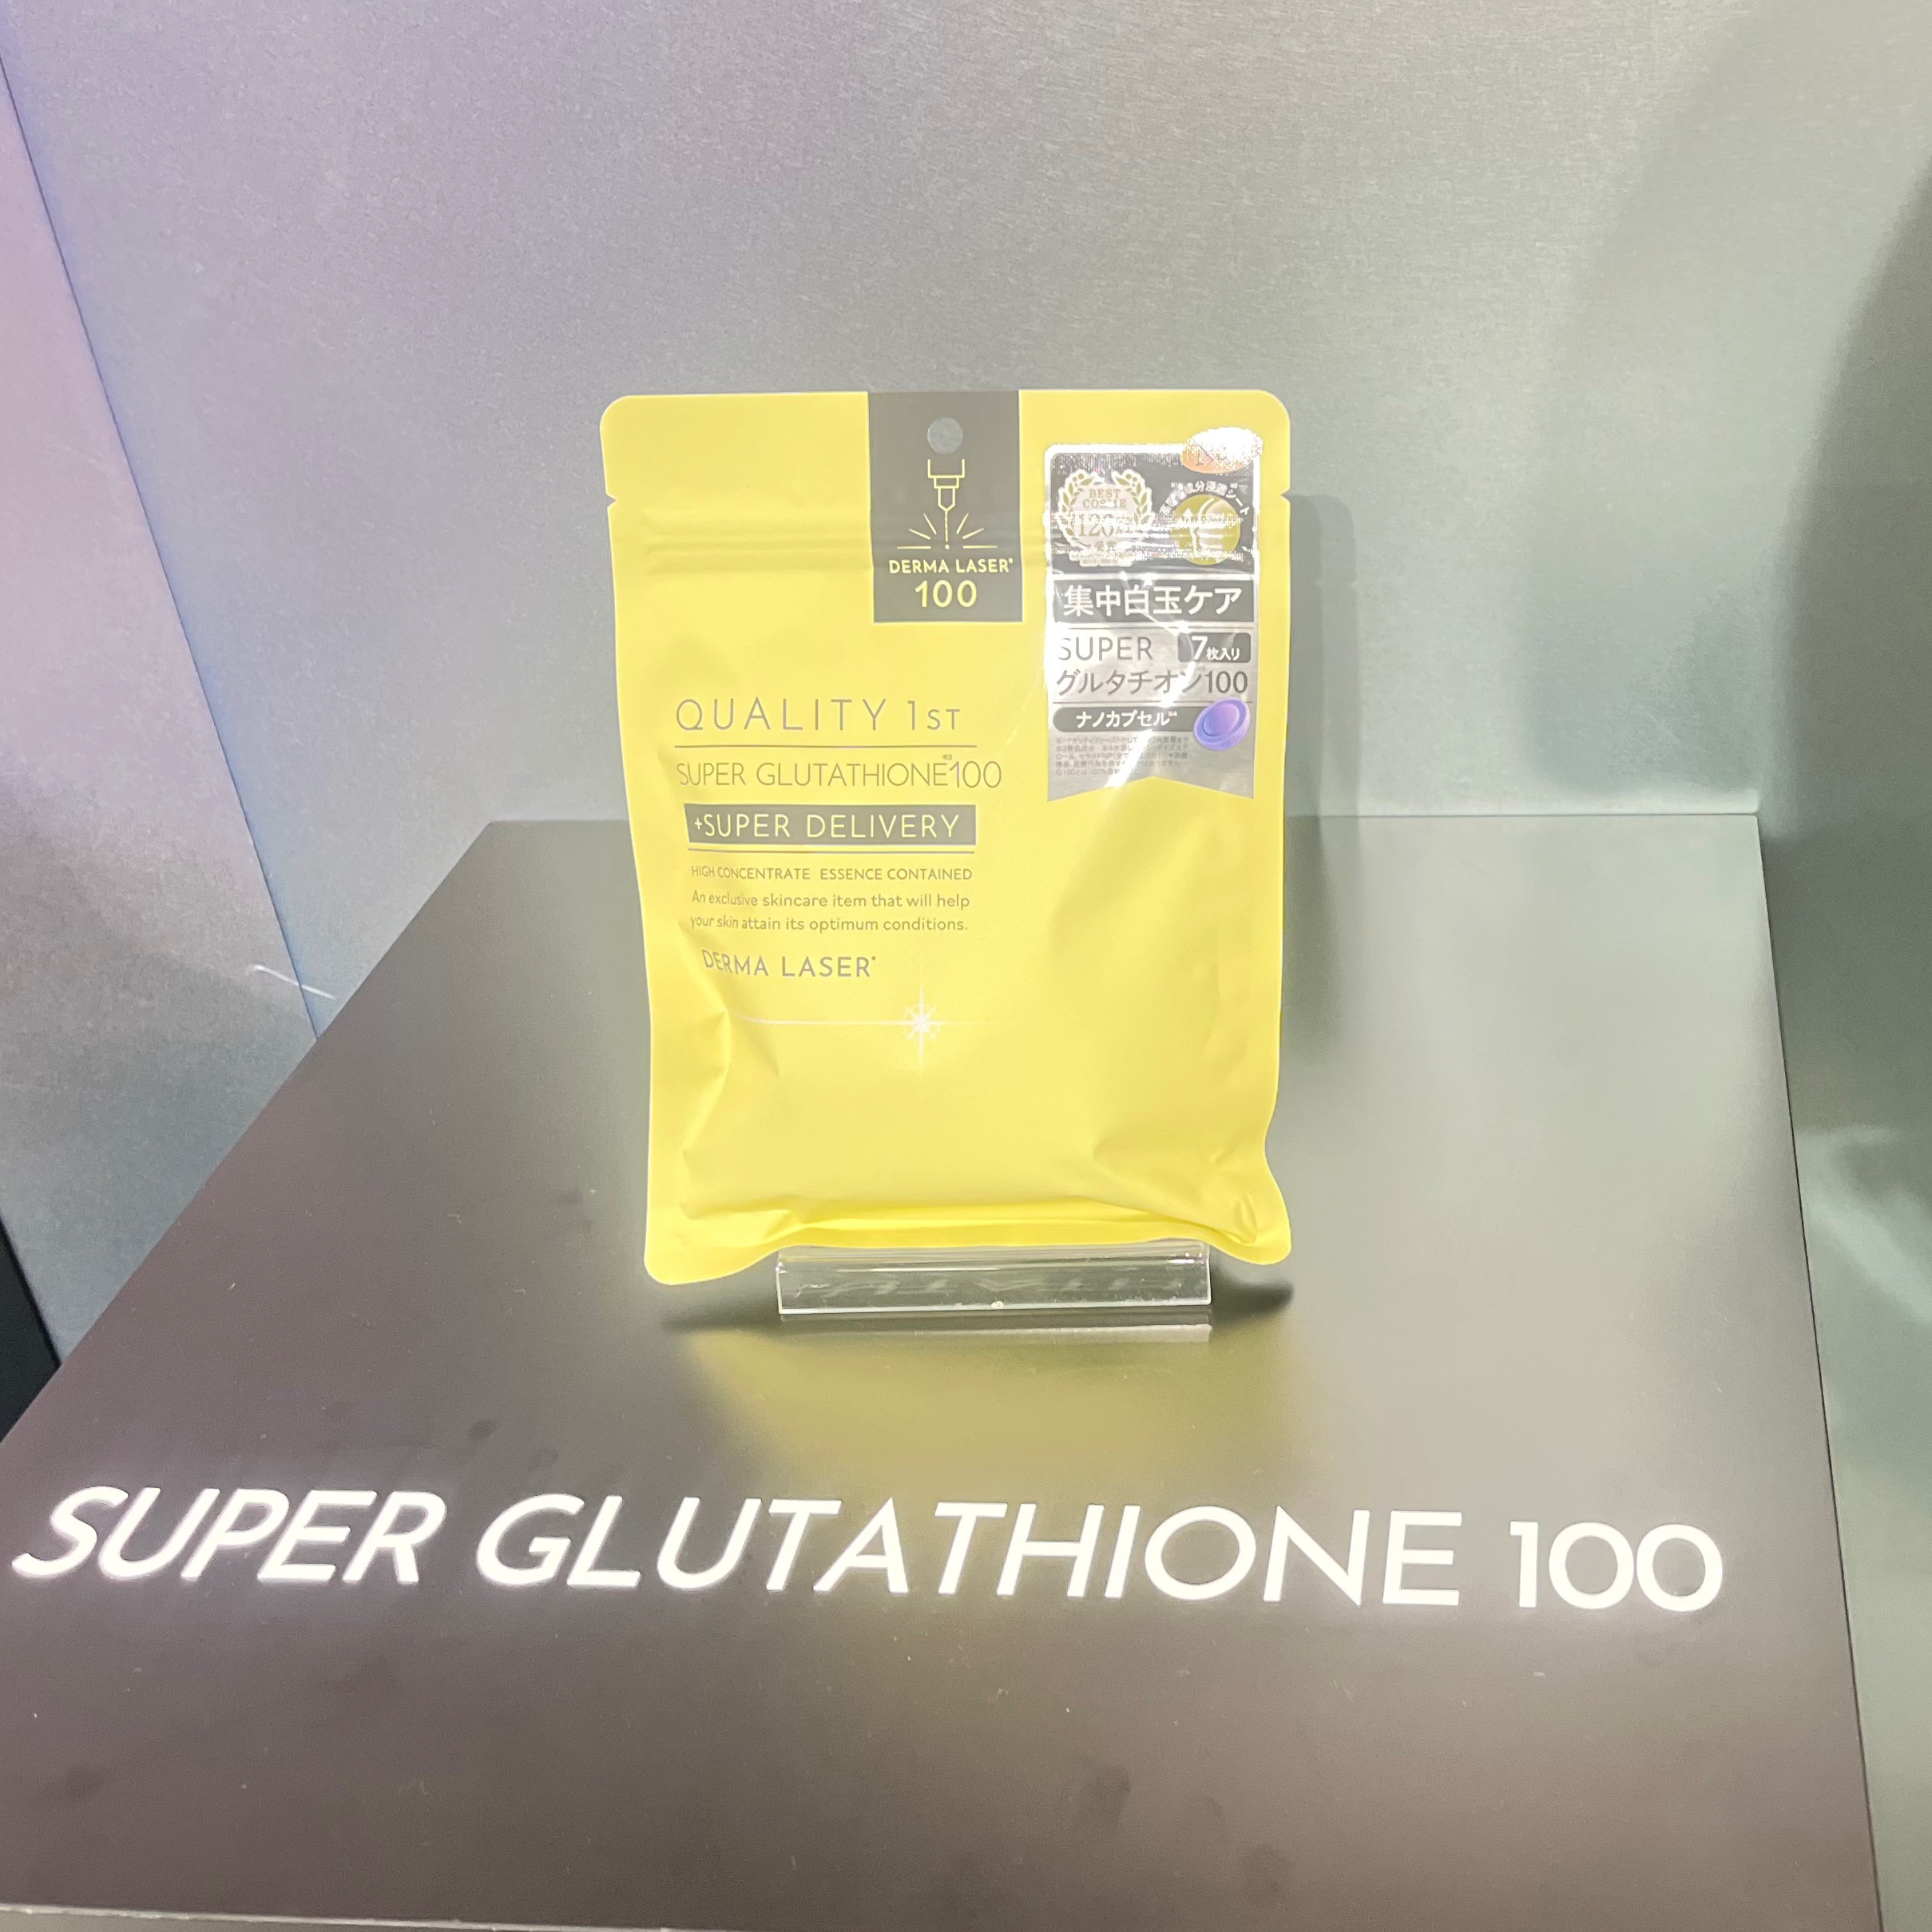 DERMA LASER®
100
BEST
集中白玉ケア
SUPER 7枚入り
グルタチオン100
ナノカプセル
QUALITY 1ST
SUPER GLUTATHIONE100
+SUPER DELIVERY
HIGH CONCENTRATE ESSENCE CONTAINED
An exclusive skincare item that will help
your skin attain its optimum conditions.
DERMA LASER®
SUPER GLUTATHIONE 100